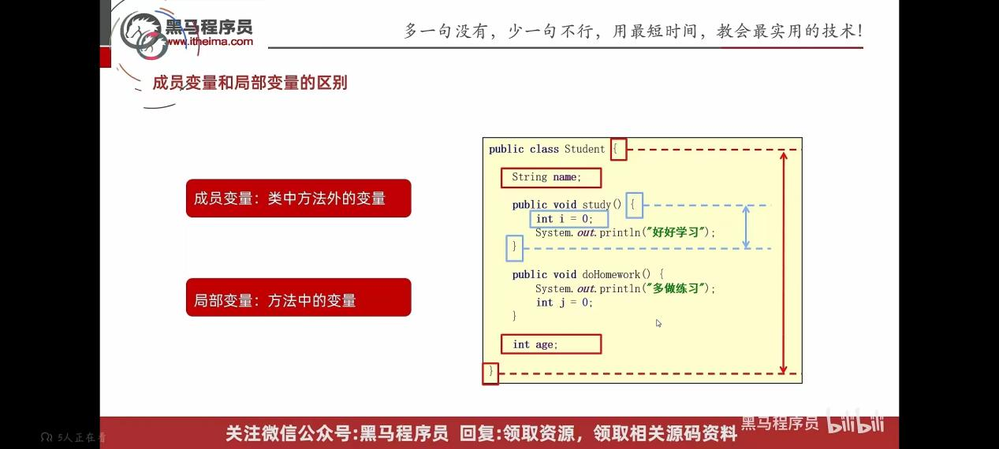 黑马程序员
www.itheima.com
多一句没有，少一句不行，用最短时间，教会最实用的技术！
成员变量和局部变量的区别
成员变量：类中方法外的变量
局部变量：方法中的变量
public class Student {
String name;
public void study() {
int i = 0;
System.out.println("好好学习");
}
public void doHomework() {
System.out.println("多做练习");
int j = 0;
}
int age;
}
关注微信公众号:黑马程序员 回复:领取资源，领取相关源码资料
黑马程序员 bilibili
5人正在看